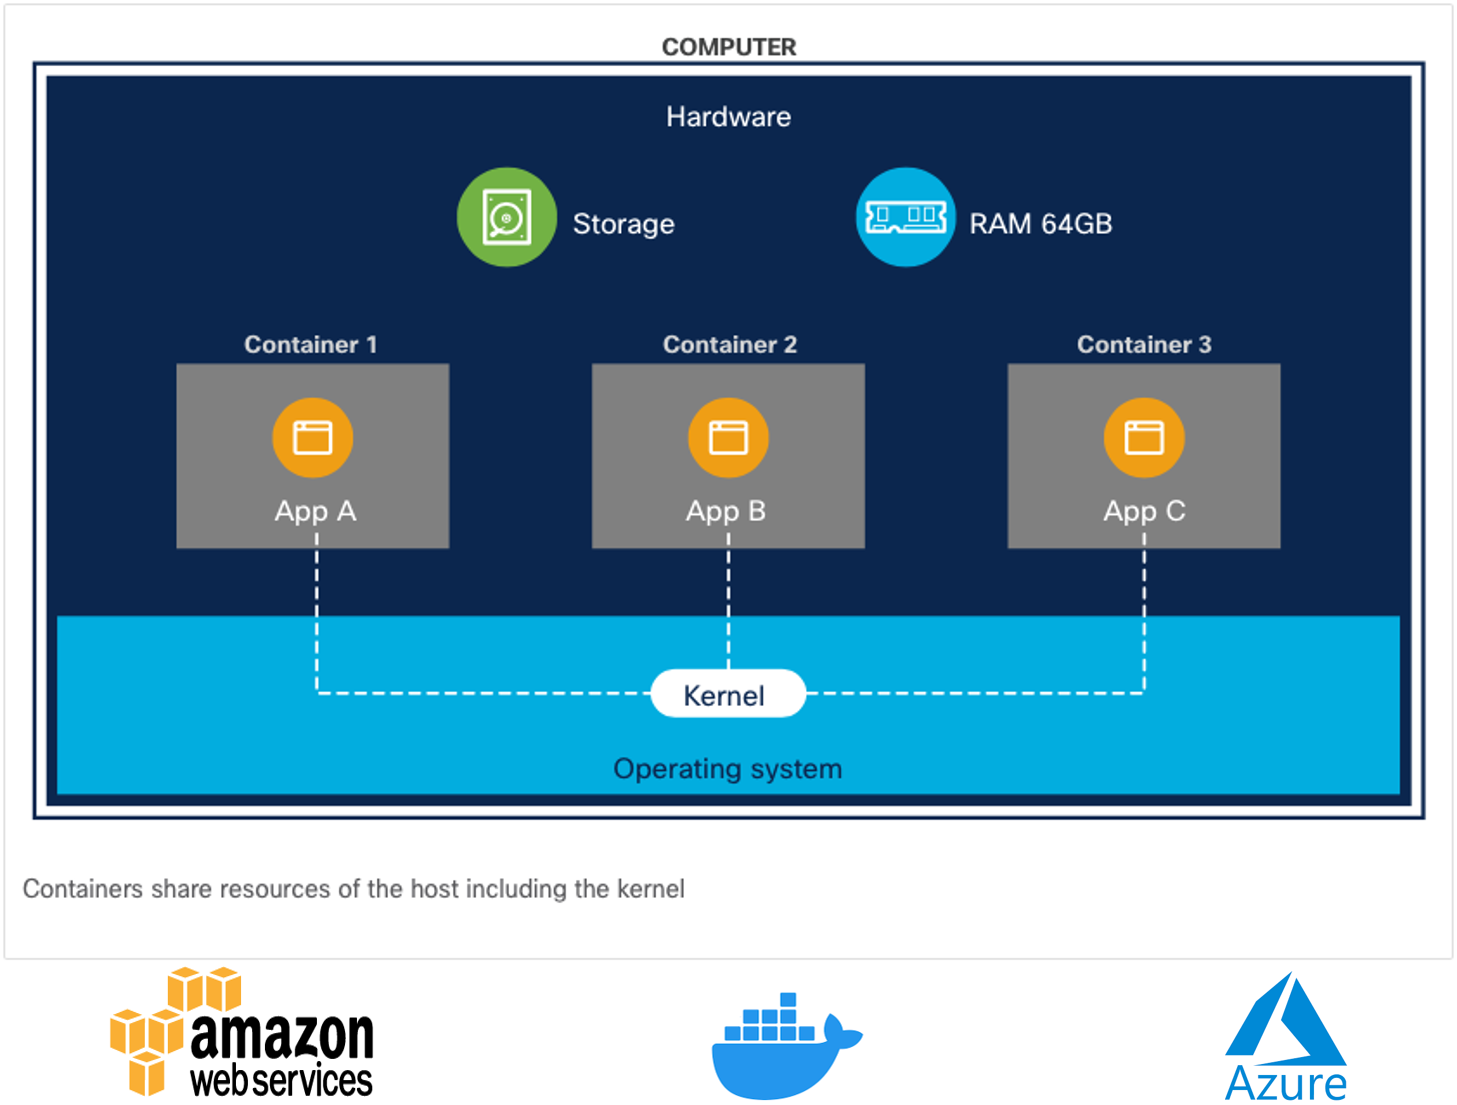 COMPUTER
Hardware
Storage
RAM 64GB
Container 1
Container 2
Container 3
App A
App B
App C
Kernel
Operating system
Containers share resources of the host including the kernel
amazon
web services
Azure